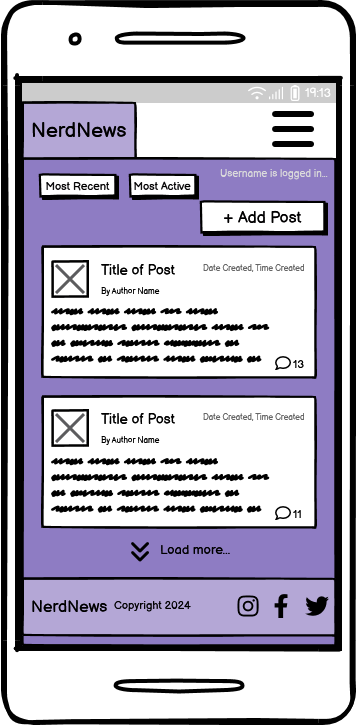 19:13
NerdNews
Username is logged in...
Most Recent Most Active
+ Add Post
Title of Post Date Created, Time Created
By Author Name
13
Title of Post Date Created, Time Created
By Author Name
11
Load more...
NerdNews Copyright 2024